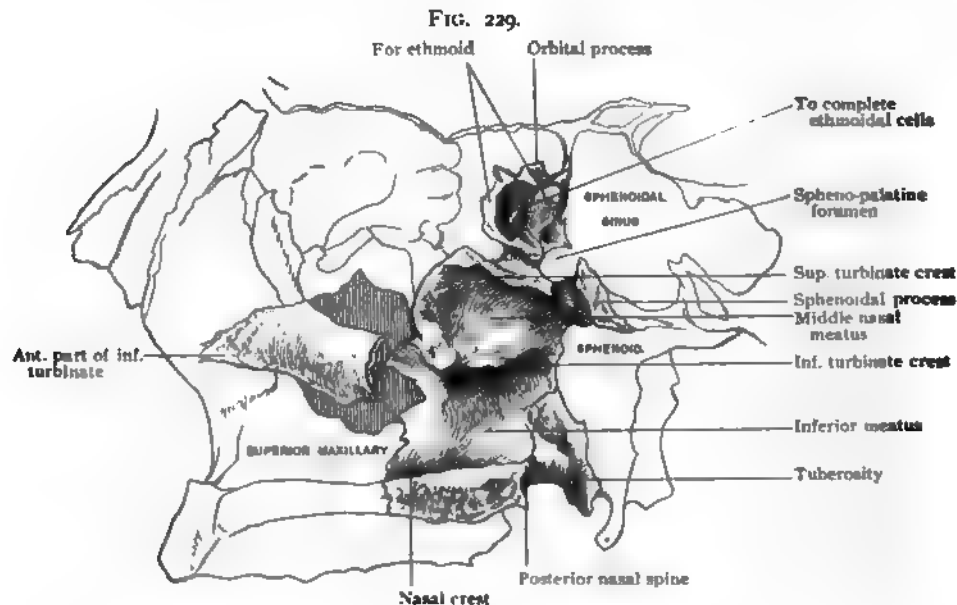 FIG. 229.
For ethmoid
Orbital process
To complete
ethmoidal cells
SPHENOIDAL
SINUS
Spheno-palatine
foramen
Sup. turbinate crest
Sphenoidal process
Middle nasal
meatus
SPHENOID.
Ant. part of inf.
turbinate
Inf. turbinate crest
Inferior meatus
SUPERIOR MAXILLARY
Tuberosity
Posterior nasal spine
Nasal crest